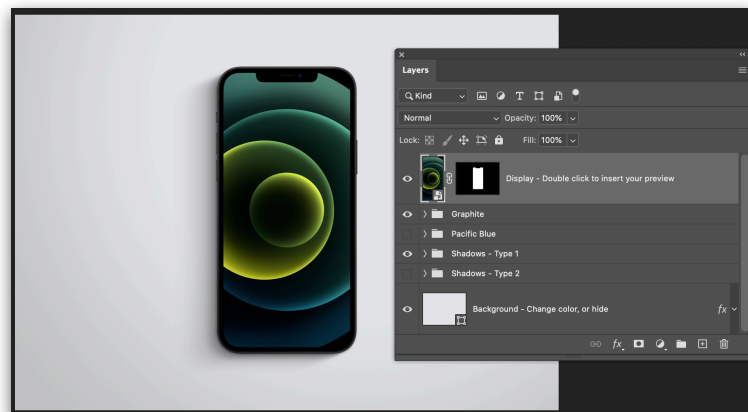 Layers
Kind
Normal Opacity: 100%
Lock: Fill: 100%
Display - Double click to insert your preview
Graphite
Pacific Blue
Shadows - Type 1
Shadows - Type 2
Background - Change color, or hide fx
fx